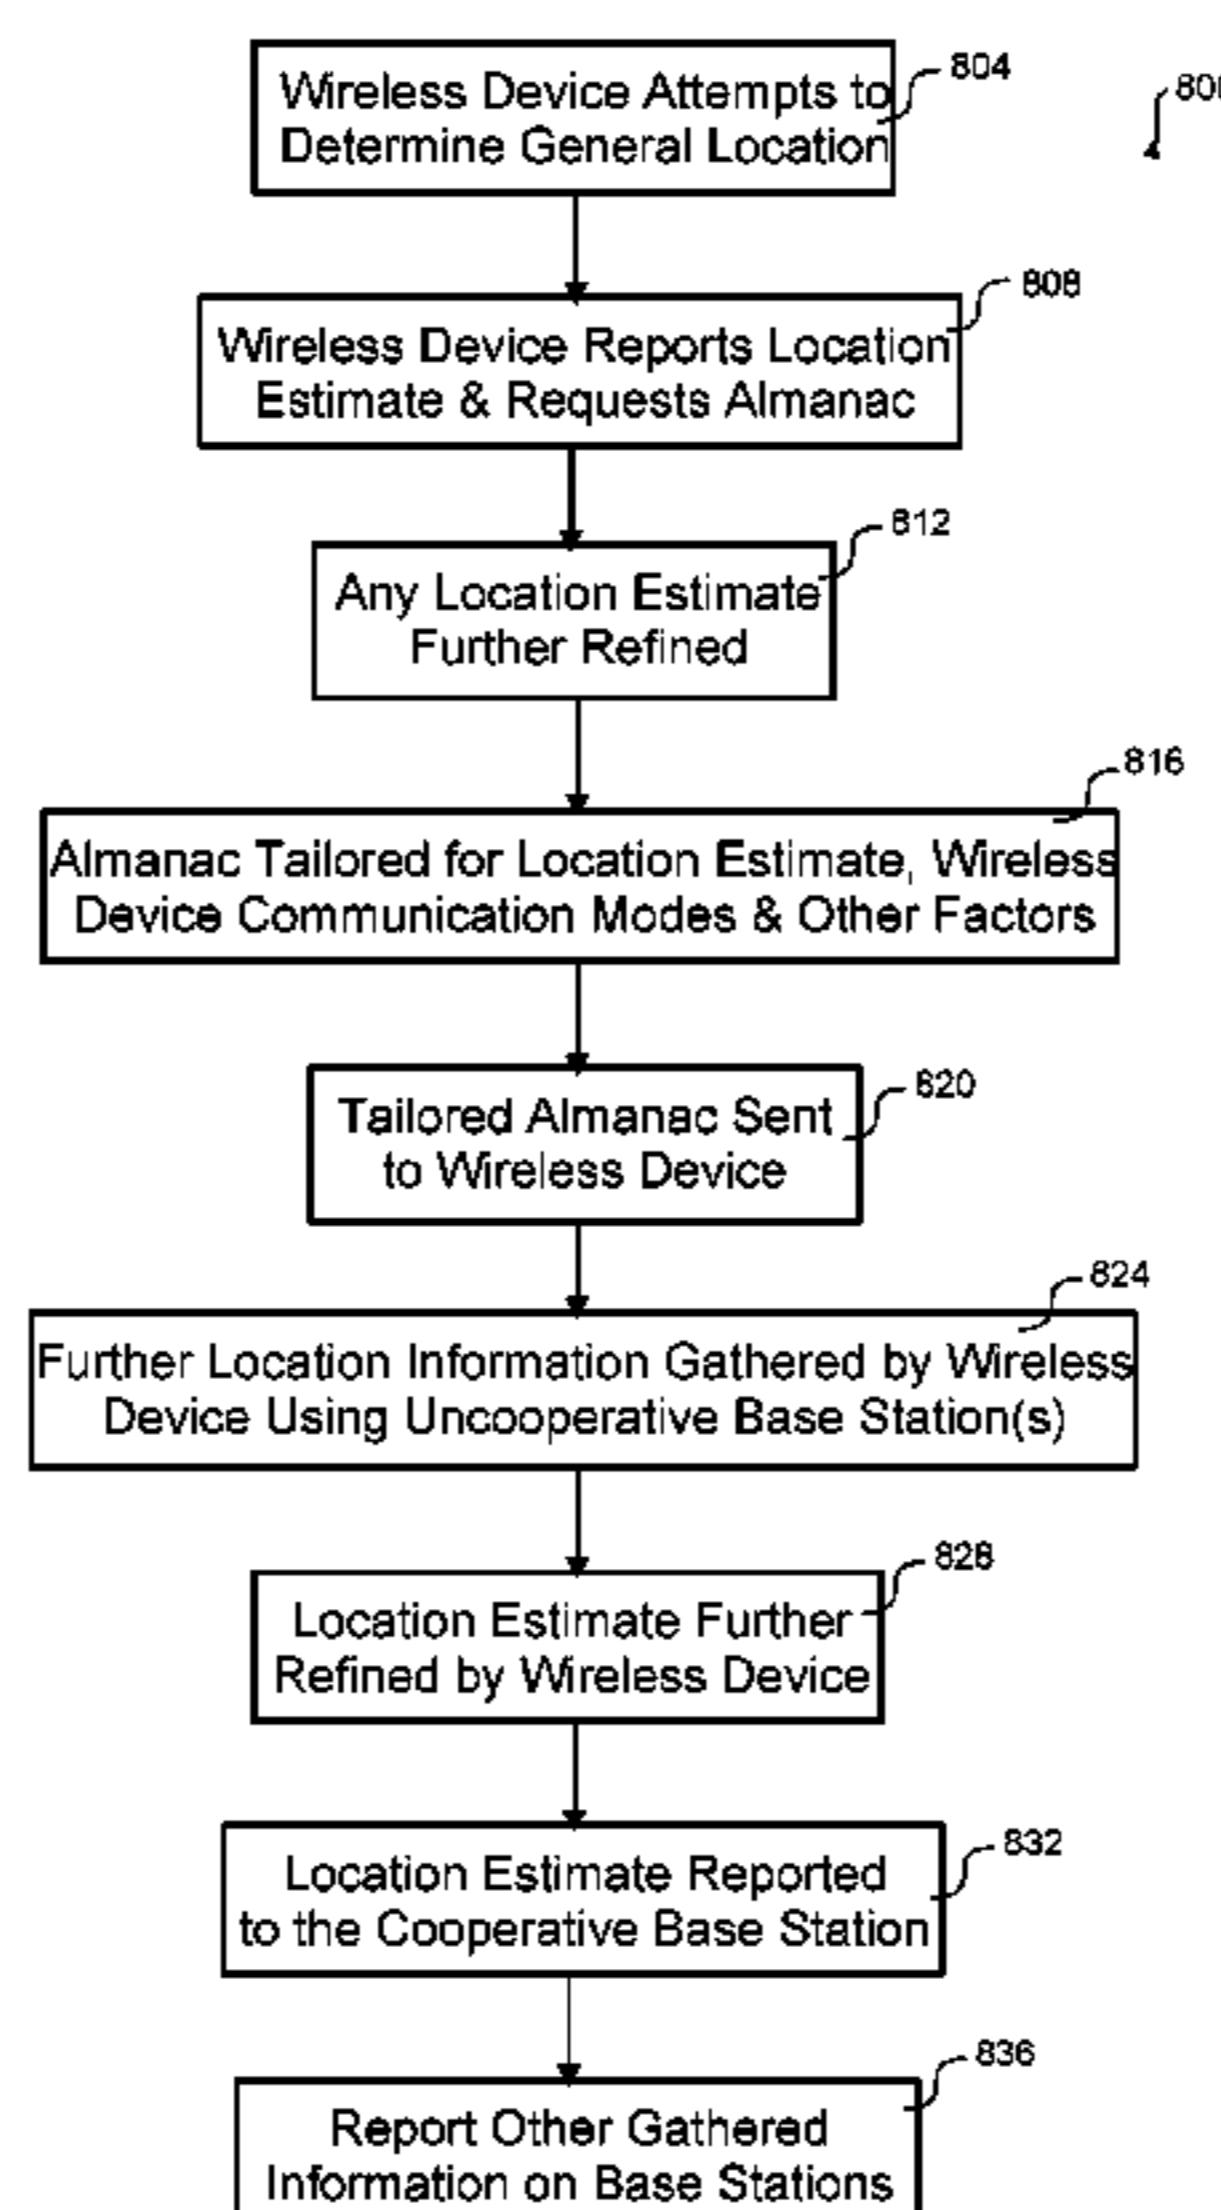 Wireless Device Attempts to
Determine General Location
804
Wireless Device Reports Location
Estimate & Requests Almanac
808
Any Location Estimate
Further Refined
812
Almanac Tailored for Location Estimate, Wireless
Device Communication Modes & Other Factors
816
Tailored Almanac Sent
to Wireless Device
820
Further Location Information Gathered by Wireless
Device Using Uncooperative Base Station(s)
824
Location Estimate Further
Refined by Wireless Device
828
Location Estimate Reported
to the Cooperative Base Station
832
Report Other Gathered
Information on Base Stations
836